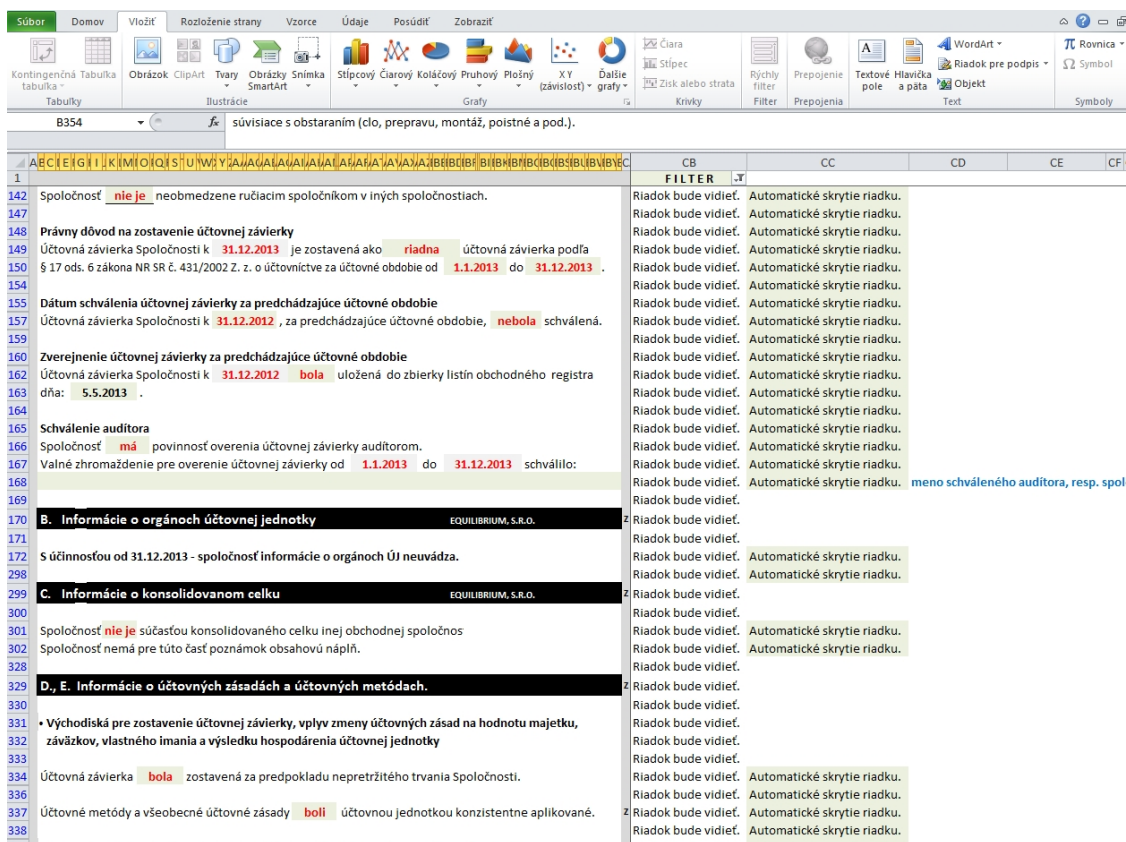 Súbor Domov Vložiť Rozloženie strany Vzorce Údaje Posúdiť Zobraziť
Kontingenčná tabuľka Tabuľka Obrázok ClipArt Tvary Obrázky SmartArt Snímka Stĺpcový Čiarový Koláčový Pruhový Plošný X Y (závislosť) Ďalšie grafy Čiara Stĺpec Zisk alebo strata Rýchly filter Prepojenie Textové pole Hlavička a päta WordArt Riadok pre podpis Objekt Rovnica Symbol
Tabuľky Ilustrácie Grafy Krivky Filter Prepojenia Text Symboly
B354 fx súvisiace s obstaraním (clo, prepravu, montáž, poistné a pod.).
CB CC CD CE CF
1 FILTER
142 Spoločnosť nie je neobmedzene ručiacim spoločníkom v iných spoločnostiach. Riadok bude vidieť. Automatické skrytie riadku.
147 Riadok bude vidieť. Automatické skrytie riadku.
148 Právny dôvod na zostavenie účtovnej závierky Riadok bude vidieť. Automatické skrytie riadku.
149 Účtovná závierka Spoločnosti k 31.12.2013 je zostavená ako riadna účtovná závierka podľa Riadok bude vidieť. Automatické skrytie riadku.
150 § 17 ods. 6 zákona NR SR č. 431/2002 Z. z. o účtovníctve za účtovné obdobie od 1.1.2013 do 31.12.2013 . Riadok bude vidieť. Automatické skrytie riadku.
154 Riadok bude vidieť. Automatické skrytie riadku.
155 Dátum schválenia účtovnej závierky za predchádzajúce účtovné obdobie Riadok bude vidieť. Automatické skrytie riadku.
157 Účtovná závierka Spoločnosti k 31.12.2012 , za predchádzajúce účtovné obdobie, nebola schválená. Riadok bude vidieť. Automatické skrytie riadku.
159 Riadok bude vidieť. Automatické skrytie riadku.
160 Zverejnenie účtovnej závierky za predchádzajúce účtovné obdobie Riadok bude vidieť. Automatické skrytie riadku.
162 Účtovná závierka Spoločnosti k 31.12.2012 bola uložená do zbierky listín obchodného registra Riadok bude vidieť. Automatické skrytie riadku.
163 dňa: 5.5.2013 . Riadok bude vidieť. Automatické skrytie riadku.
164 Riadok bude vidieť. Automatické skrytie riadku.
165 Schválenie audítora Riadok bude vidieť. Automatické skrytie riadku.
166 Spoločnosť má povinnosť overenia účtovnej závierky audítorom. Riadok bude vidieť. Automatické skrytie riadku.
167 Valné zhromaždenie pre overenie účtovnej závierky od 1.1.2013 do 31.12.2013 schválilo: Riadok bude vidieť. Automatické skrytie riadku.
168 Riadok bude vidieť. Automatické skrytie riadku. meno schváleného audítora, resp. spol
169 Riadok bude vidieť.
170 B. Informácie o orgánoch účtovnej jednotky EQUILIBRIUM, S.R.O. z Riadok bude vidieť.
171 Riadok bude vidieť.
172 S účinnosťou od 31.12.2013 - spoločnosť informácie o orgánoch ÚJ neuvádza. Riadok bude vidieť. Automatické skrytie riadku.
298 Riadok bude vidieť. Automatické skrytie riadku.
299 C. Informácie o konsolidovanom celku EQUILIBRIUM, S.R.O. z Riadok bude vidieť.
300 Riadok bude vidieť.
301 Spoločnosť nie je súčasťou konsolidovaného celku inej obchodnej spoločnos Riadok bude vidieť. Automatické skrytie riadku.
302 Spoločnosť nemá pre túto časť poznámok obsahovú náplň. Riadok bude vidieť. Automatické skrytie riadku.
328 Riadok bude vidieť.
329 D., E. Informácie o účtovných zásadách a účtovných metódach. z Riadok bude vidieť.
330 Riadok bude vidieť.
331 • Východiská pre zostavenie účtovnej závierky, vplyv zmeny účtovných zásad na hodnotu majetku, Riadok bude vidieť.
332 záväzkov, vlastného imania a výsledku hospodárenia účtovnej jednotky Riadok bude vidieť.
333 Riadok bude vidieť.
334 Účtovná závierka bola zostavená za predpokladu nepretržitého trvania Spoločnosti. Riadok bude vidieť. Automatické skrytie riadku.
336 Riadok bude vidieť. Automatické skrytie riadku.
337 Účtovné metódy a všeobecné účtovné zásady boli účtovnou jednotkou konzistentne aplikované. z Riadok bude vidieť. Automatické skrytie riadku.
338 Riadok bude vidieť. Automatické skrytie riadku.